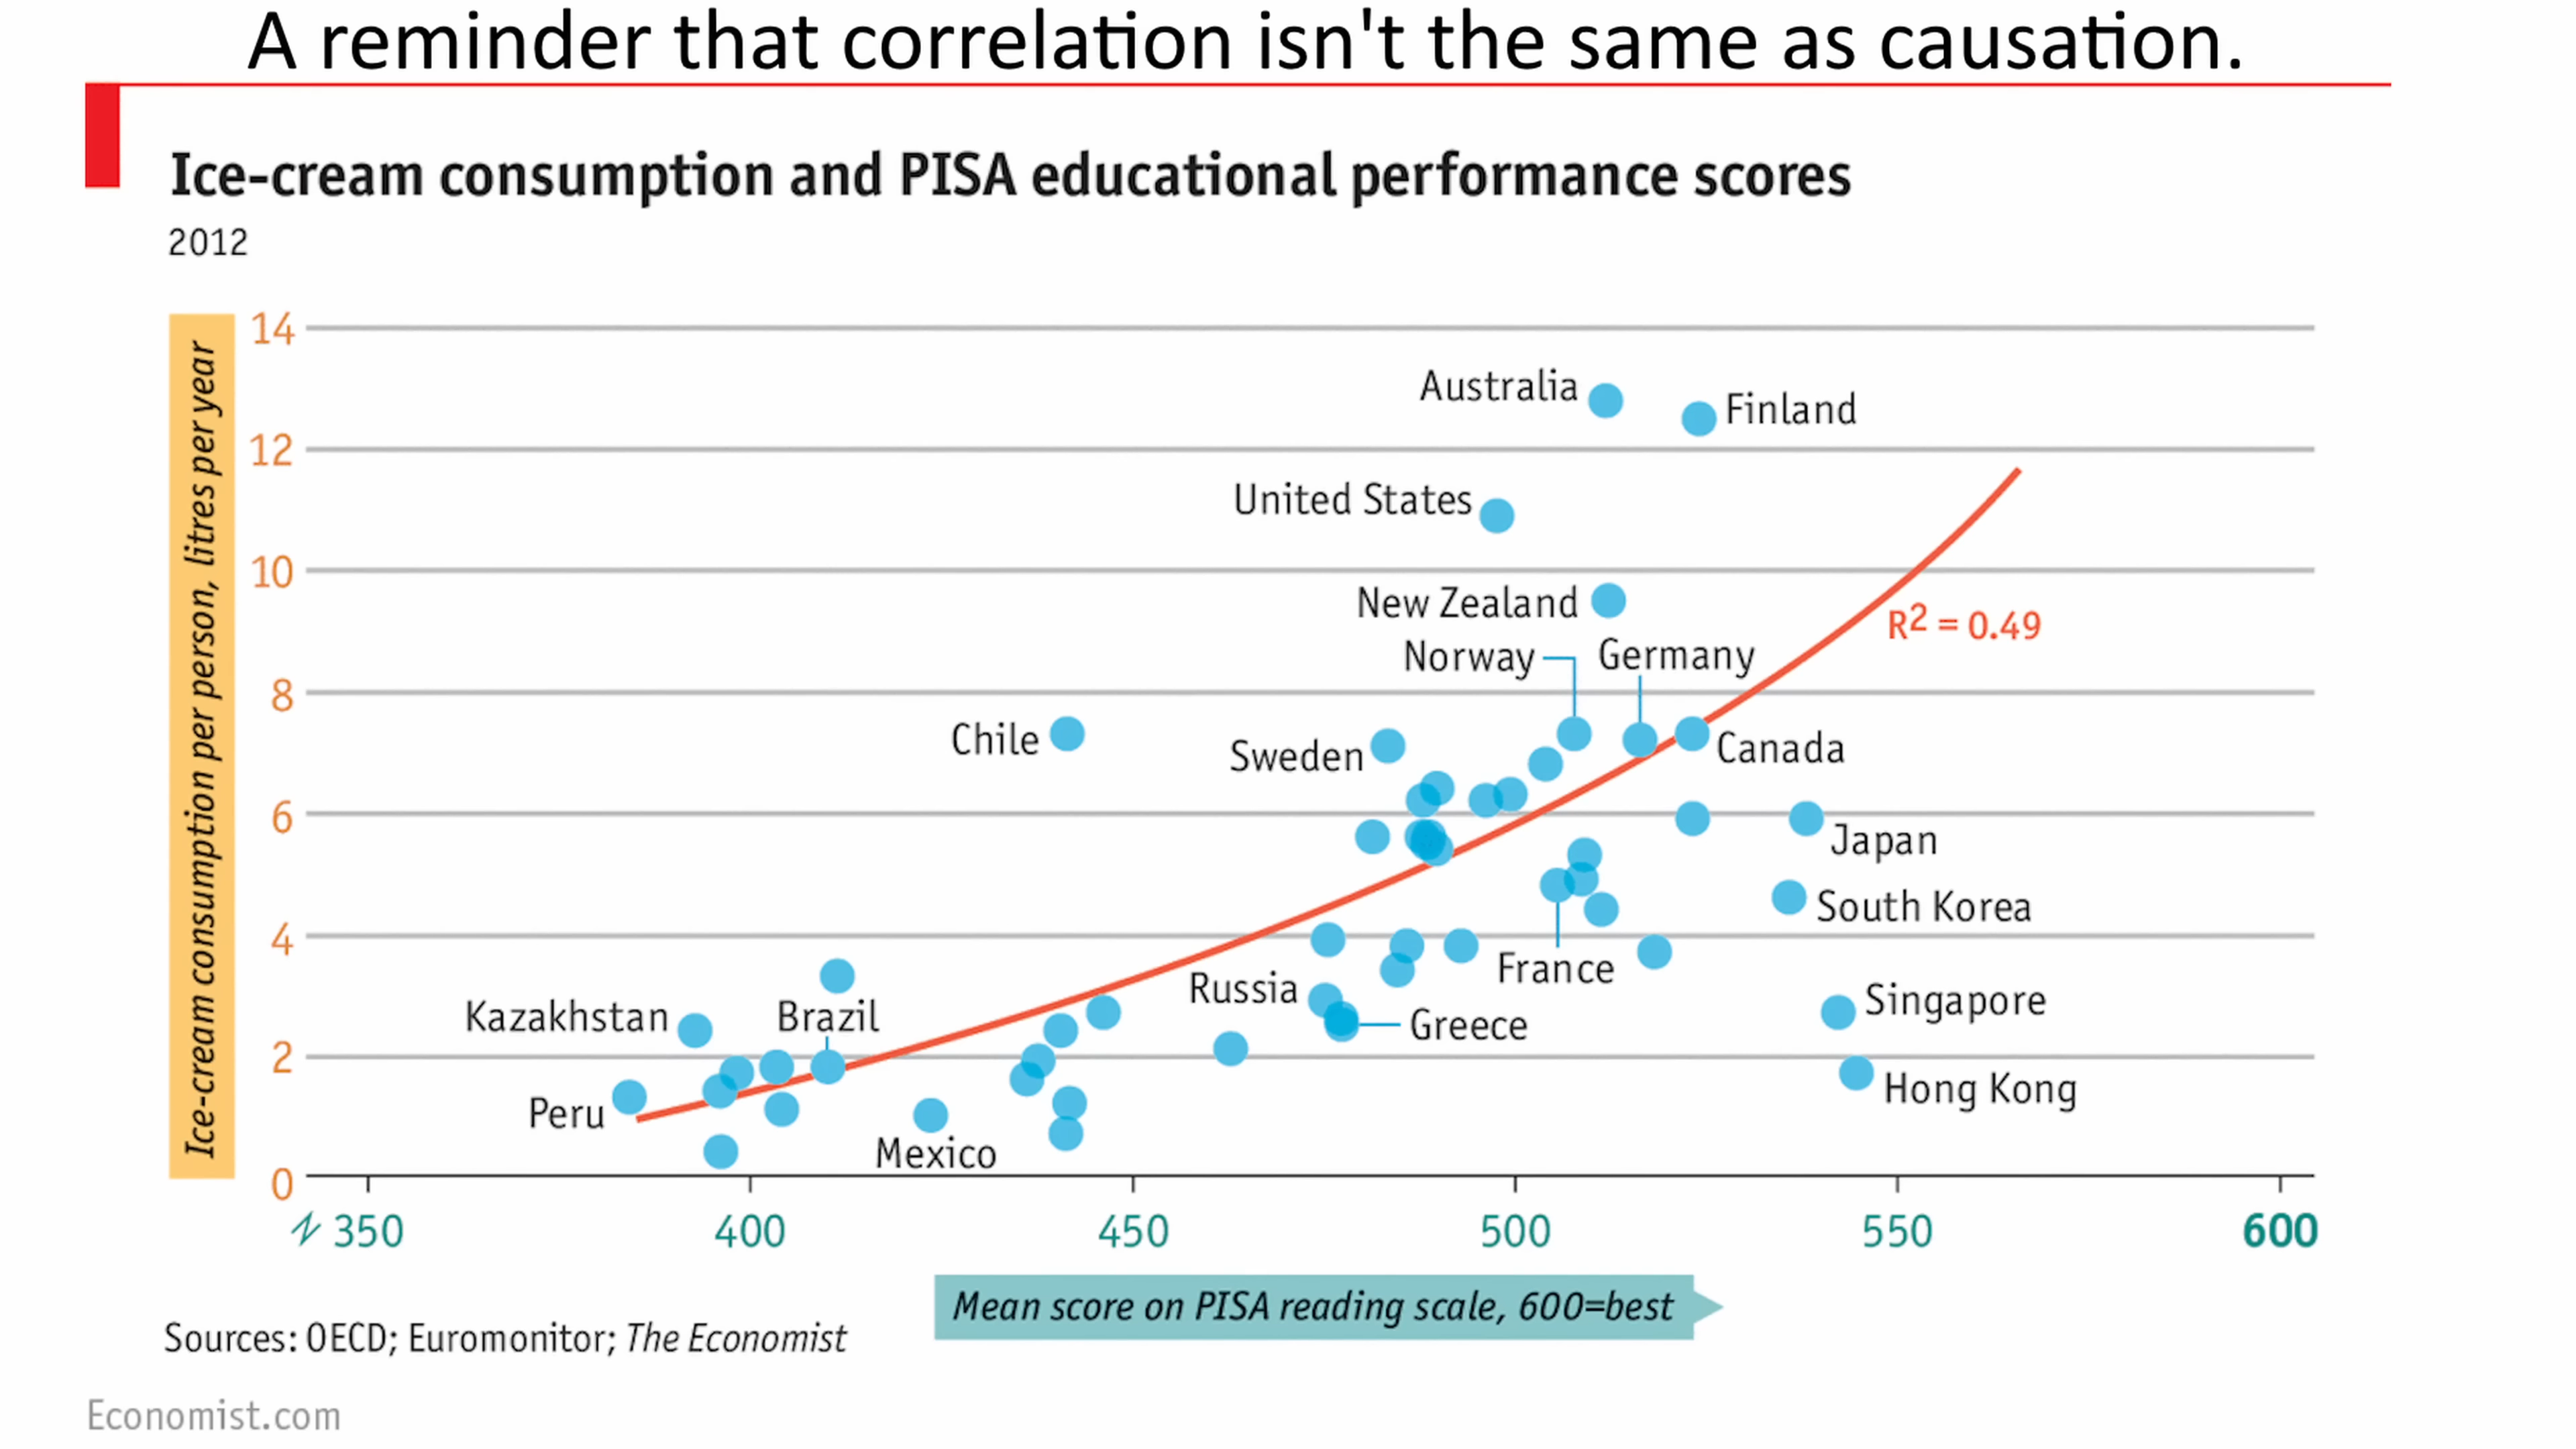 A reminder that correlation isn't the same as causation.
Ice-cream consumption and PISA educational performance scores
2012
Ice-cream consumption per person, litres per year
14
12
10
8
6
4
2
0
Australia
Finland
United States
New Zealand
R² = 0.49
Norway
Germany
Chile
Sweden
Canada
Japan
South Korea
France
Russia
Singapore
Kazakhstan
Brazil
Greece
Hong Kong
Peru
Mexico
350 400 450 500 550 600
Mean score on PISA reading scale, 600=best
Sources: OECD; Euromonitor; The Economist
Economist.com